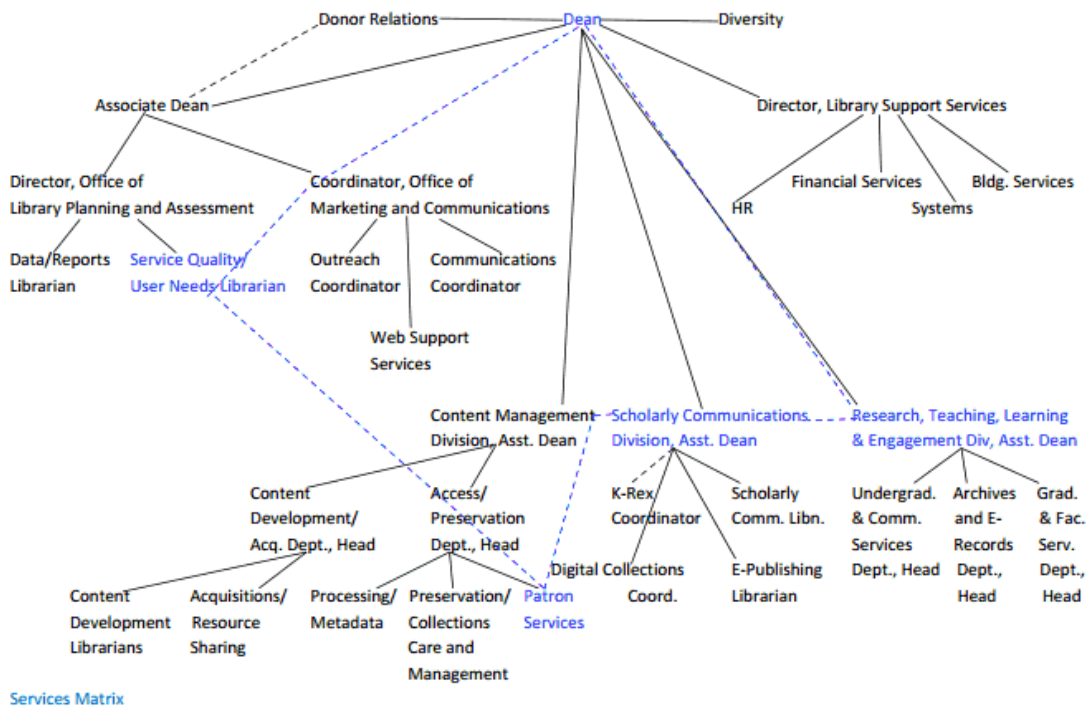 Donor Relations
Dean
Diversity
Associate Dean
Director, Library Support Services
Director, Office of
Library Planning and Assessment
Coordinator, Office of
Marketing and Communications
HR
Financial Services
Systems
Bldg. Services
Data/Reports
Librarian
Service Quality/
User Needs Librarian
Outreach
Coordinator
Communications
Coordinator
Web Support
Services
Content Management
Division, Asst. Dean
Scholarly Communications
Division, Asst. Dean
Research, Teaching, Learning
& Engagement Div, Asst. Dean
Content
Development/
Acq. Dept., Head
Access/
Preservation
Dept., Head
K-Rex
Coordinator
Scholarly
Comm. Libn.
Undergrad.
& Comm.
Services
Dept., Head
Archives
and E-
Records
Dept.,
Head
Grad.
& Fac.
Serv.
Dept.,
Head
Digital Collections
Coord.
E-Publishing
Librarian
Content
Development
Librarians
Acquisitions/
Resource
Sharing
Processing/
Metadata
Preservation/
Collections
Care and
Management
Patron
Services
Services Matrix